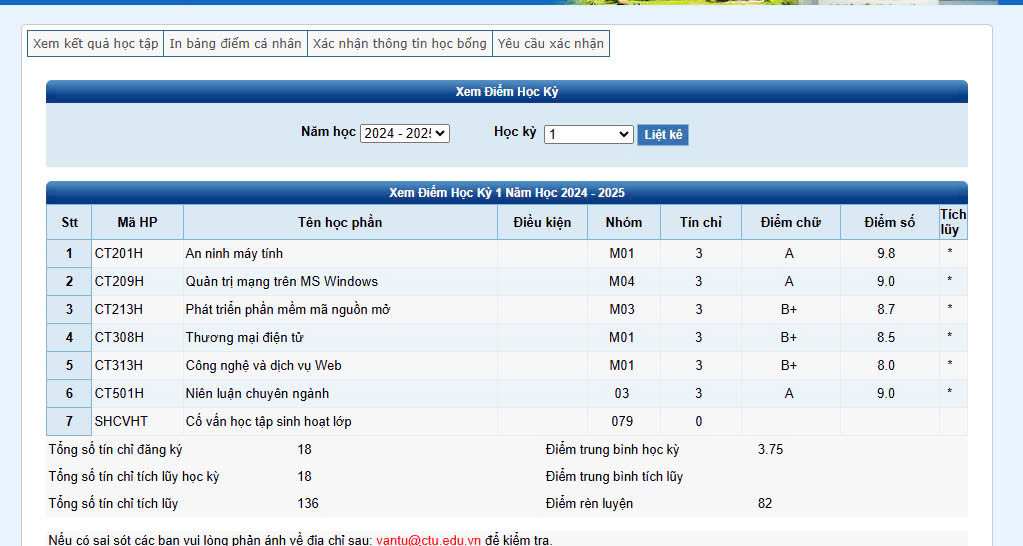 Xem kết quả học tập In bảng điểm cá nhân Xác nhận thông tin học bổng Yêu cầu xác nhận
Xem Điểm Học Kỳ
Năm học 2024 - 2025 Học kỳ 1 Liệt kê
Xem Điểm Học Kỳ 1 Năm Học 2024 - 2025
Stt Mã HP Tên học phần Điều kiện Nhóm Tín chỉ Điểm chữ Điểm số Tích lũy
1 CT201H An ninh máy tính M01 3 A 9.8 *
2 CT209H Quản trị mạng trên MS Windows M04 3 A 9.0 *
3 CT213H Phát triển phần mềm mã nguồn mở M03 3 B+ 8.7 *
4 CT308H Thương mại điện tử M01 3 B+ 8.5 *
5 CT313H Công nghệ và dịch vụ Web M01 3 B+ 8.0 *
6 CT501H Niên luận chuyên ngành 03 3 A 9.0 *
7 SHCVHT Cố vấn học tập sinh hoạt lớp 079 0
Tổng số tín chỉ đăng ký 18 Điểm trung bình học kỳ 3.75
Tổng số tín chỉ tích lũy học kỳ 18 Điểm trung bình tích lũy
Tổng số tín chỉ tích lũy 136 Điểm rèn luyện 82
Nếu có sai sót các bạn vui lòng phản ánh về địa chỉ sau: vantu@ctu.edu.vn để kiểm tra.